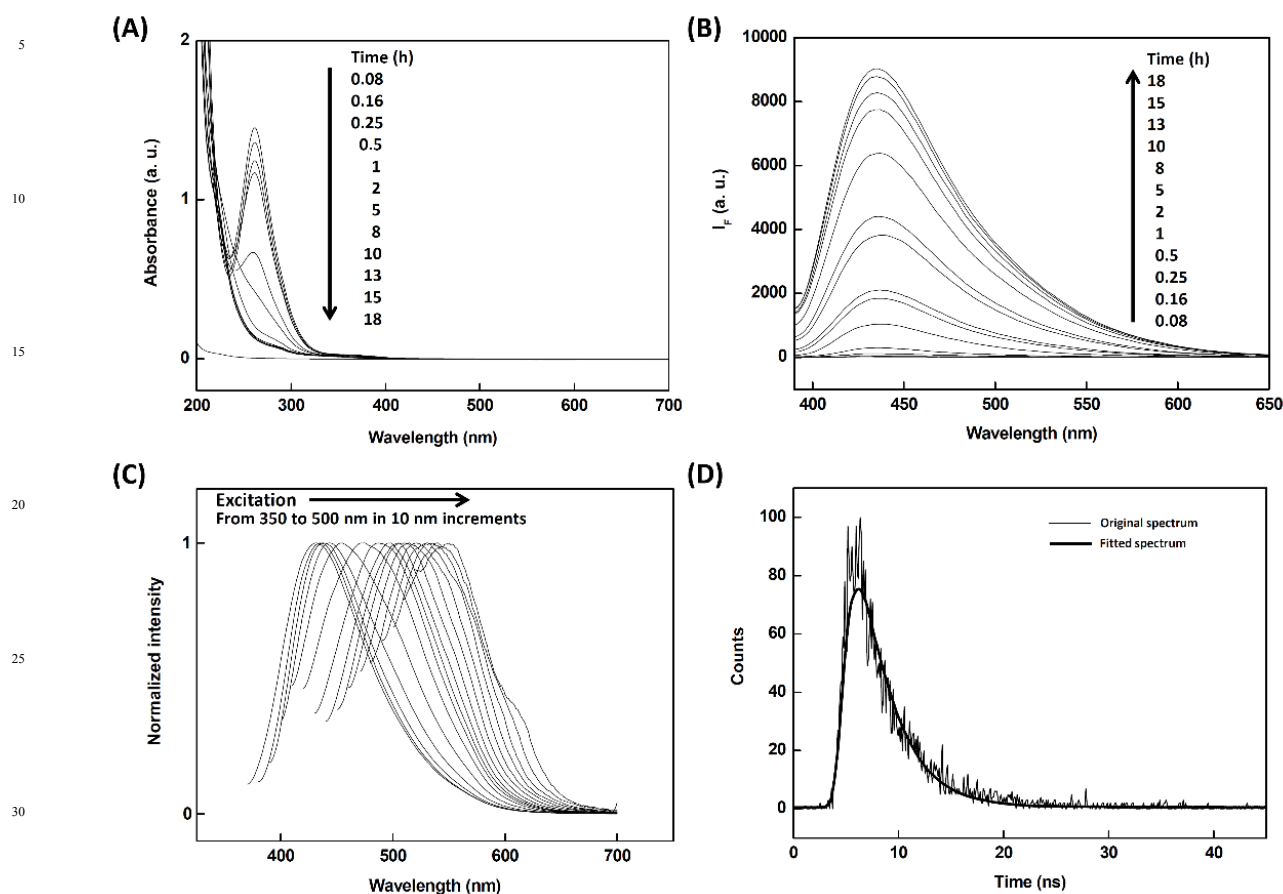 5
10
15
20
25
30
(A)
2
1
0
Absorbance (a. u.)
Time (h)
0.08
0.16
0.25
0.5
1
2
5
8
10
13
15
18
200 300 400 500 600 700
Wavelength (nm)
(B)
10000
8000
6000
4000
2000
0
I_F (a. u.)
Time (h)
18
15
13
10
8
5
2
1
0.5
0.25
0.16
0.08
400 450 500 550 600 650
Wavelength (nm)
(C)
Excitation
From 350 to 500 nm in 10 nm increments
1
0
Normalized intensity
400 500 600 700
Wavelength (nm)
(D)
100
80
60
40
20
0
Counts
Original spectrum
Fitted spectrum
0 10 20 30 40
Time (ns)